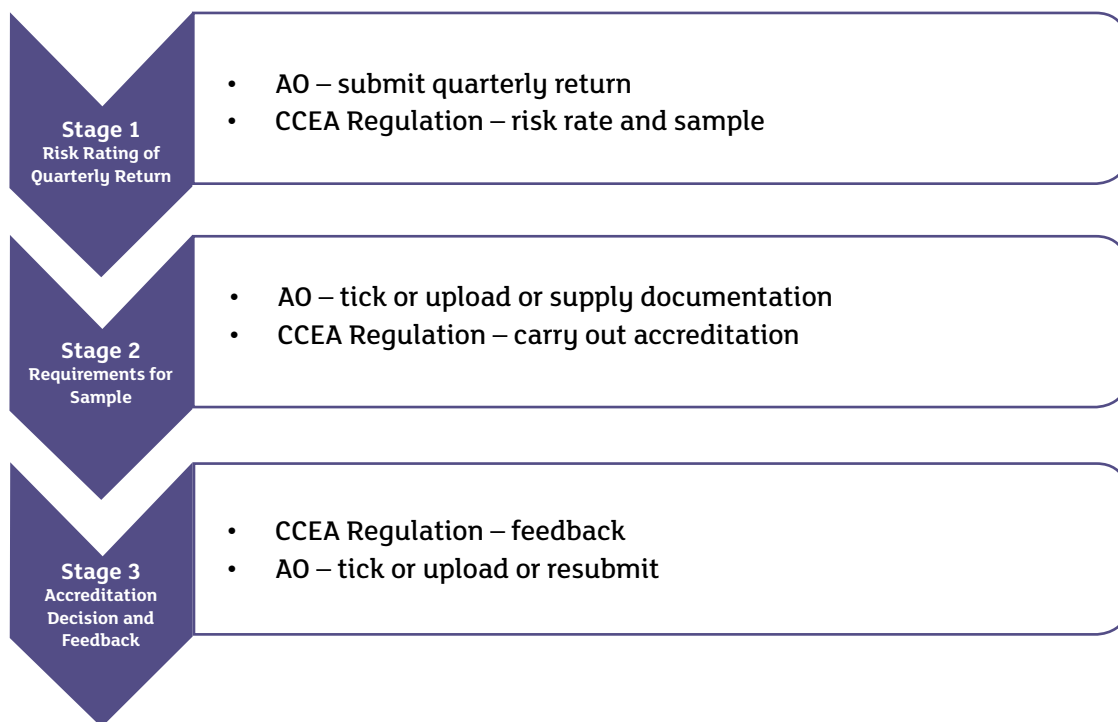 Stage 1
Risk Rating of
Quarterly Return
• AO – submit quarterly return
• CCEA Regulation – risk rate and sample
Stage 2
Requirements for
Sample
• AO – tick or upload or supply documentation
• CCEA Regulation – carry out accreditation
Stage 3
Accreditation
Decision and
Feedback
• CCEA Regulation – feedback
• AO – tick or upload or resubmit